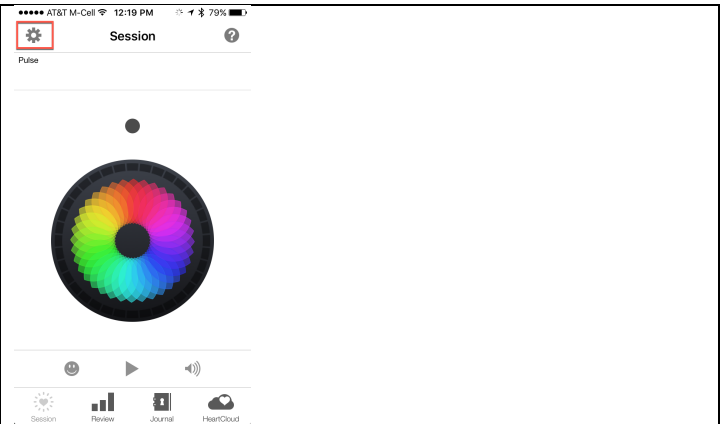 AT&T M-Cell 12:19 PM 79%
Session ?
Pulse
Session Review Journal HeartCloud